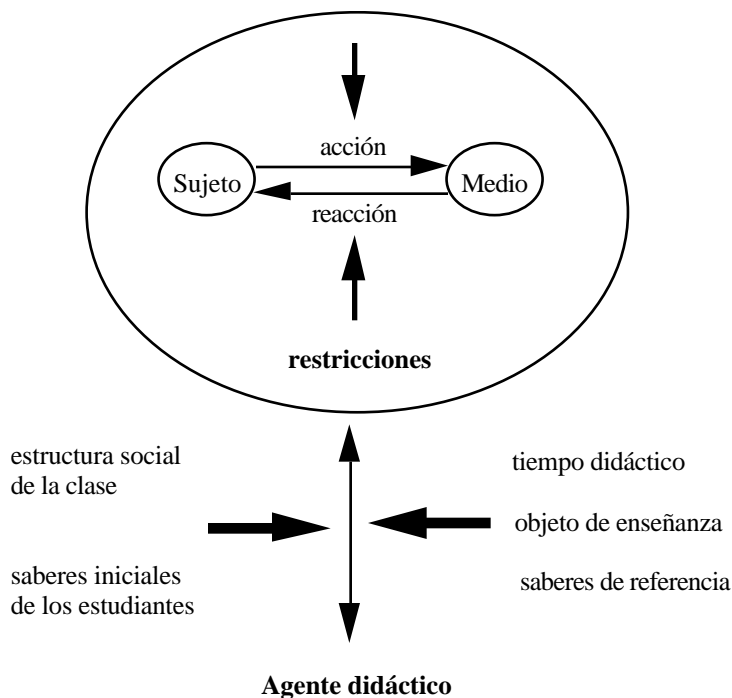 acción
Sujeto
Medio
reacción
restricciones
estructura social
de la clase
tiempo didáctico
objeto de enseñanza
saberes iniciales
de los estudiantes
saberes de referencia
Agente didáctico